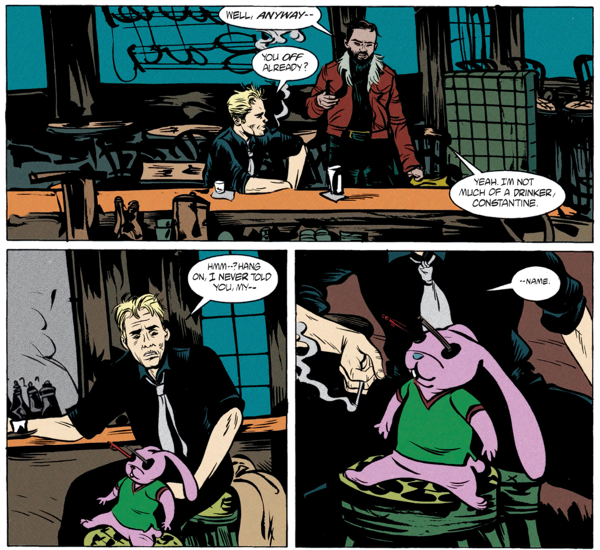 WELL, ANYWAY--
YOU OFF
ALREADY?
YEAH. I'M NOT
MUCH OF A DRINKER,
CONSTANTINE.
HMM--? HANG
ON, I NEVER TOLD
YOU, MY--
--NAME.